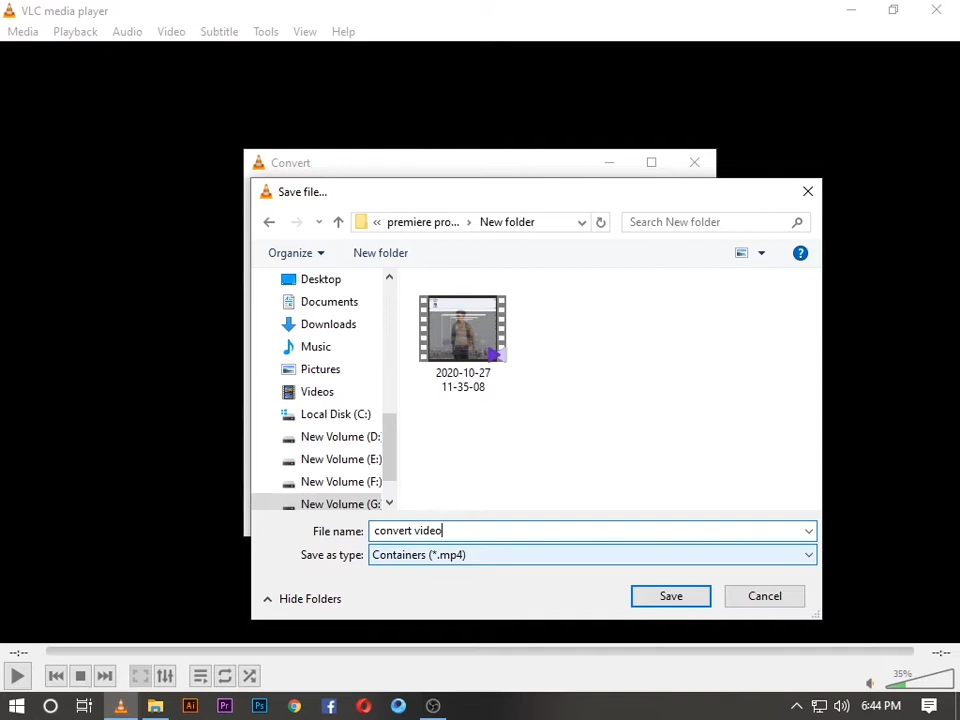 VLC media player
Media Playback Audio Video Subtitle Tools View Help
Convert
Save file...
« premiere pro... › New folder
Search New folder
Organize New folder
Desktop
Documents
Downloads
Music
Pictures
Videos
Local Disk (C:)
New Volume (D:
New Volume (E:)
New Volume (F:)
New Volume (G:
2020-10-27
11-35-08
File name: convert video
Save as type: Containers (*.mp4)
Hide Folders
Save Cancel
--:-- --:--
35%
Ai Pr Ps
6:44 PM